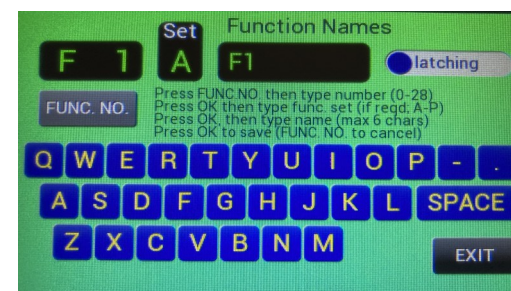 Set Function Names
F 1 A F1 latching
FUNC. NO.
Press FUNC.NO. then type number (0-28)
Press OK then type func. set (if reqd, A-P)
Press OK, then type name (max 6 chars)
Press OK to save (FUNC. NO. to cancel)
Q W E R T Y U I O P - .
A S D F G H J K L SPACE
Z X C V B N M
EXIT